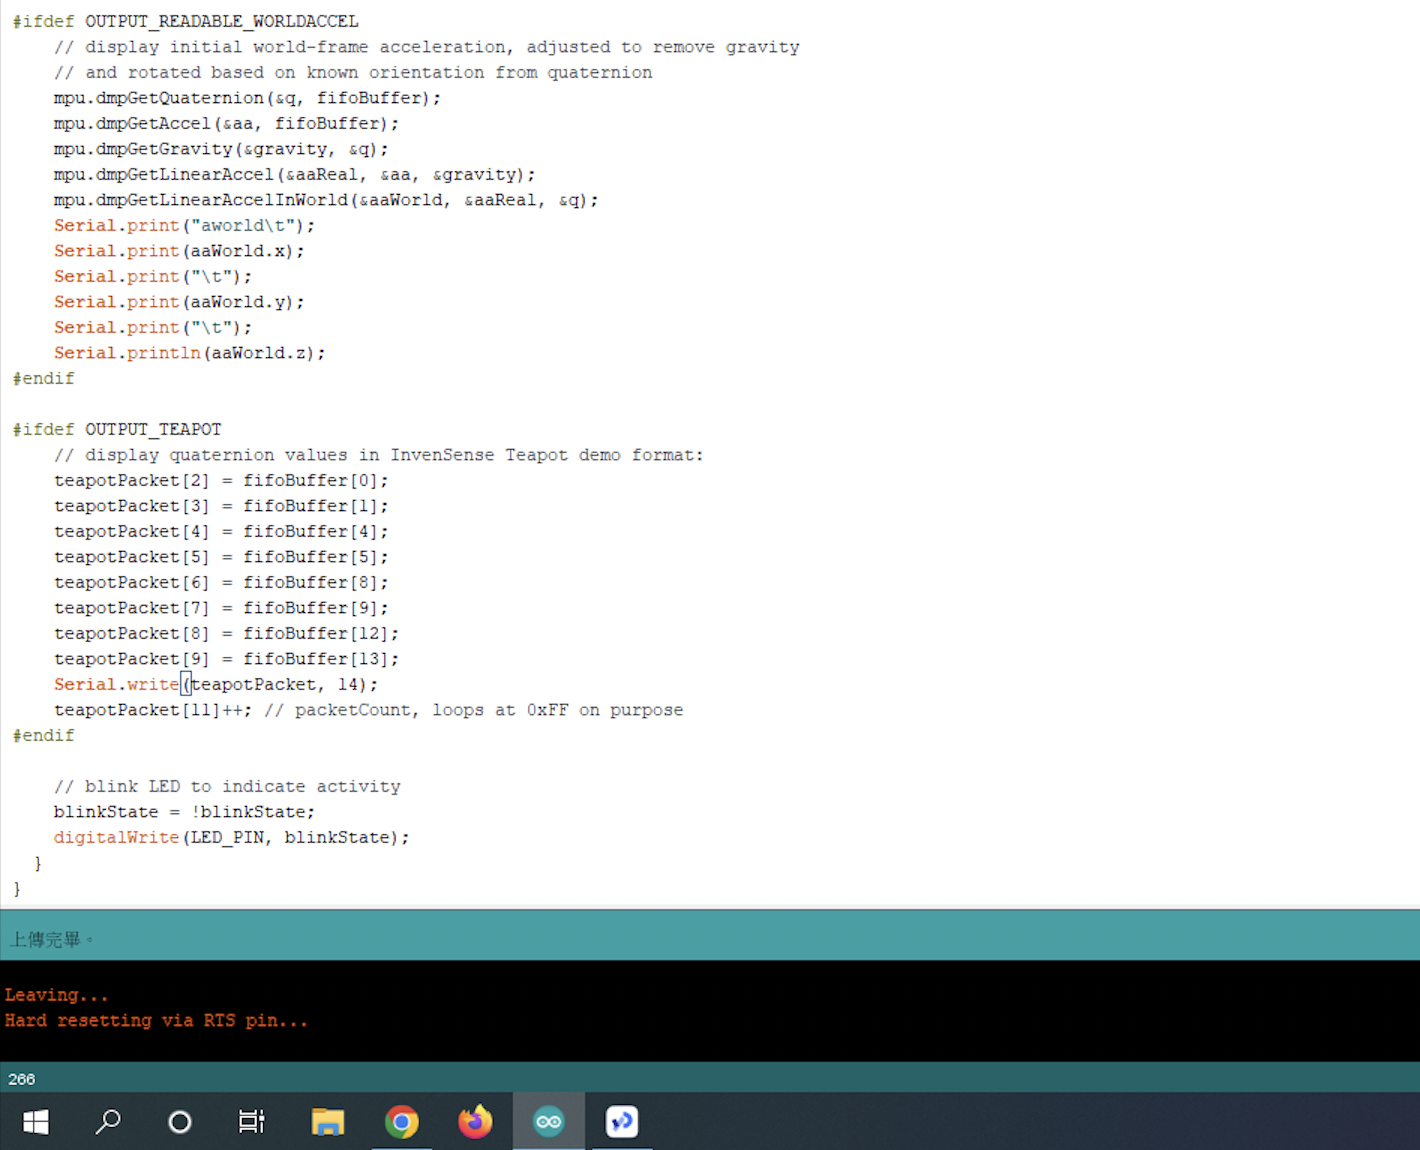 #ifdef OUTPUT_READABLE_WORLDACCEL
// display initial world-frame acceleration, adjusted to remove gravity
// and rotated based on known orientation from quaternion
mpu.dmpGetQuaternion(&q, fifoBuffer);
mpu.dmpGetAccel(&aa, fifoBuffer);
mpu.dmpGetGravity(&gravity, &q);
mpu.dmpGetLinearAccel(&aaReal, &aa, &gravity);
mpu.dmpGetLinearAccelInWorld(&aaWorld, &aaReal, &q);
Serial.print("aworld\t");
Serial.print(aaWorld.x);
Serial.print("\t");
Serial.print(aaWorld.y);
Serial.print("\t");
Serial.println(aaWorld.z);
#endif
#ifdef OUTPUT_TEAPOT
// display quaternion values in InvenSense Teapot demo format:
teapotPacket[2] = fifoBuffer[0];
teapotPacket[3] = fifoBuffer[1];
teapotPacket[4] = fifoBuffer[4];
teapotPacket[5] = fifoBuffer[5];
teapotPacket[6] = fifoBuffer[8];
teapotPacket[7] = fifoBuffer[9];
teapotPacket[8] = fifoBuffer[12];
teapotPacket[9] = fifoBuffer[13];
Serial.write(teapotPacket, 14);
teapotPacket[11]++; // packetCount, loops at 0xFF on purpose
#endif
// blink LED to indicate activity
blinkState = !blinkState;
digitalWrite(LED_PIN, blinkState);
}
}
上傳完畢。
Leaving...
Hard resetting via RTS pin...
266